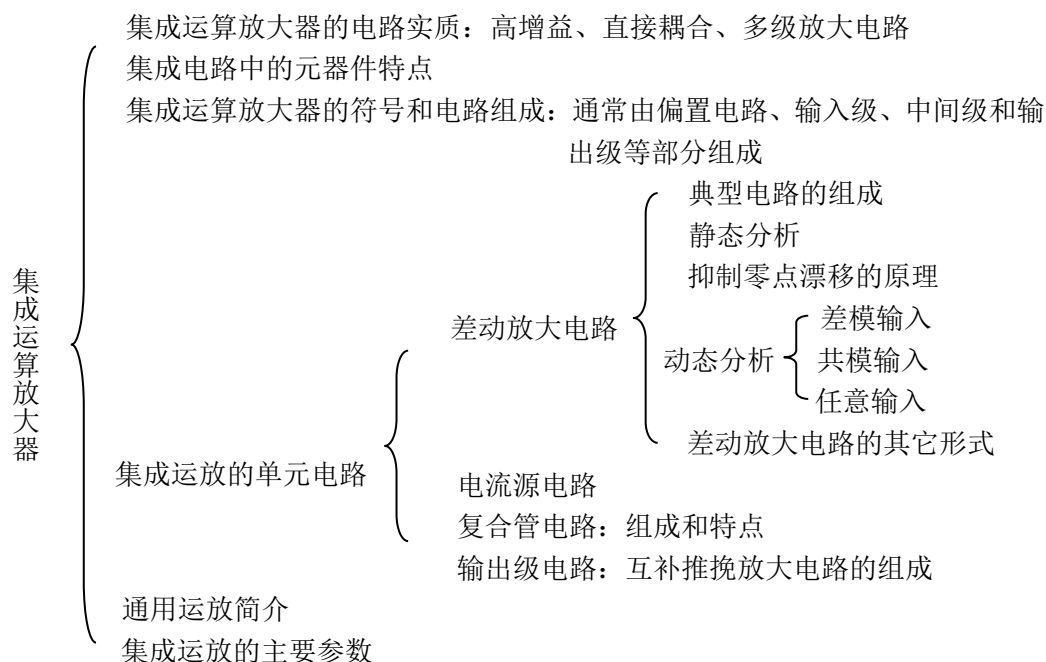 集成运算放大器的电路实质：高增益、直接耦合、多级放大电路
集成电路中的元器件特点
集成运算放大器的符号和电路组成：通常由偏置电路、输入级、中间级和输
出级等部分组成
典型电路的组成
静态分析
抑制零点漂移的原理
集成运算放大器
差动放大电路
差模输入
动态分析
共模输入
任意输入
差动放大电路的其它形式
集成运放的单元电路
电流源电路
复合管电路：组成和特点
输出级电路：互补推挽放大电路的组成
通用运放简介
集成运放的主要参数